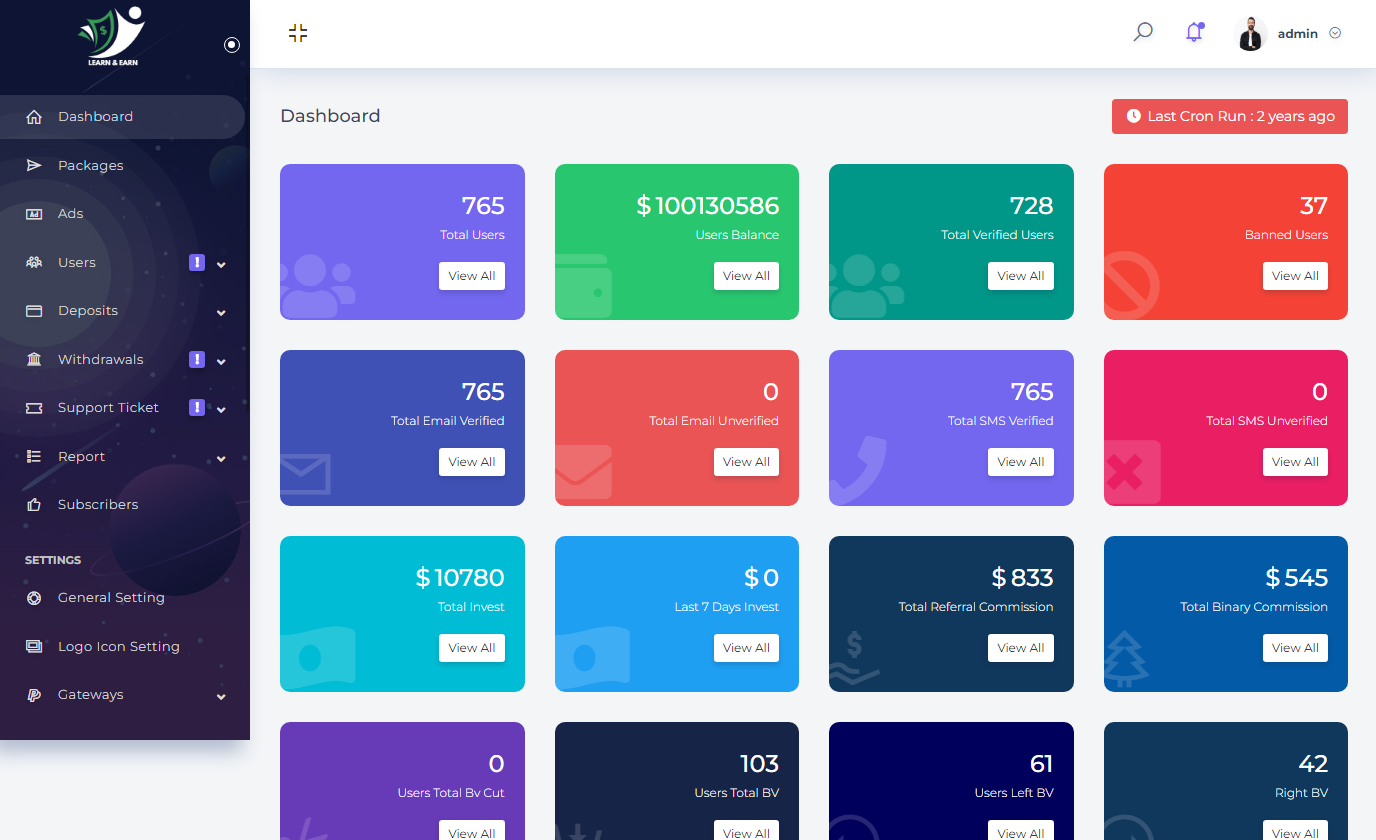 LEARN & EARN
admin
Dashboard
Packages
Ad
Ads
Users
Deposits
Withdrawals
Support Ticket
Report
Subscribers
SETTINGS
General Setting
Logo Icon Setting
Gateways
Dashboard
Last Cron Run : 2 years ago
765
Total Users
View All
$ 100130586
Users Balance
View All
728
Total Verified Users
View All
37
Banned Users
View All
765
Total Email Verified
View All
0
Total Email Unverified
View All
765
Total SMS Verified
View All
0
Total SMS Unverified
View All
$ 10780
Total Invest
View All
$ 0
Last 7 Days Invest
View All
$ 833
Total Referral Commission
View All
$ 545
Total Binary Commission
View All
0
Users Total Bv Cut
View All
103
Users Total BV
View All
61
Users Left BV
View All
42
Right BV
View All